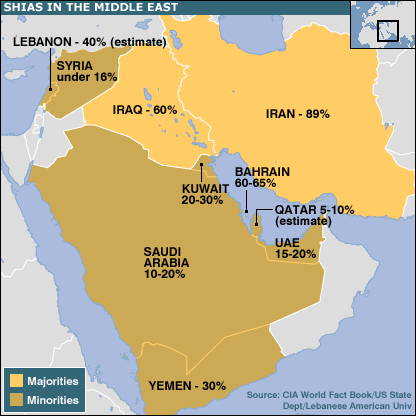 SHIAS IN THE MIDDLE EAST
LEBANON - 40% (estimate)
SYRIA
under 16%
IRAQ - 60%
IRAN - 89%
BAHRAIN
60-65%
KUWAIT
20-30%
QATAR 5-10%
(estimate)
UAE
15-20%
SAUDI
ARABIA
10-20%
YEMEN - 30%
Majorities
Minorities
Source: CIA World Fact Book/US State
Dept/Lebanese American Univ